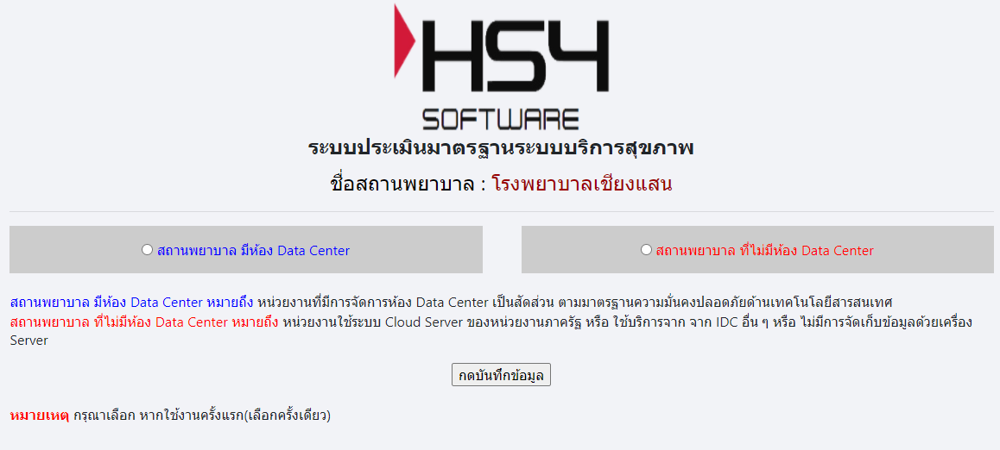 HS4
SOFTWARE
ระบบประเมินมาตรฐานระบบบริการสุขภาพ
ชื่อสถานพยาบาล : โรงพยาบาลเชียงแสน
สถานพยาบาล มีห้อง Data Center
สถานพยาบาล ที่ไม่มีห้อง Data Center
สถานพยาบาล มีห้อง Data Center หมายถึง หน่วยงานที่มีการจัดการห้อง Data Center เป็นสัดส่วน ตามมาตรฐานความมั่นคงปลอดภัยด้านเทคโนโลยีสารสนเทศ
สถานพยาบาล ที่ไม่มีห้อง Data Center หมายถึง หน่วยงานใช้ระบบ Cloud Server ของหน่วยงานภาครัฐ หรือ ใช้บริการจาก จาก IDC อื่น ๆ หรือ ไม่มีการจัดเก็บข้อมูลด้วยเครื่อง
Server
กดบันทึกข้อมูล
หมายเหตุ กรุณาเลือก หากใช้งานครั้งแรก(เลือกครั้งเดียว)